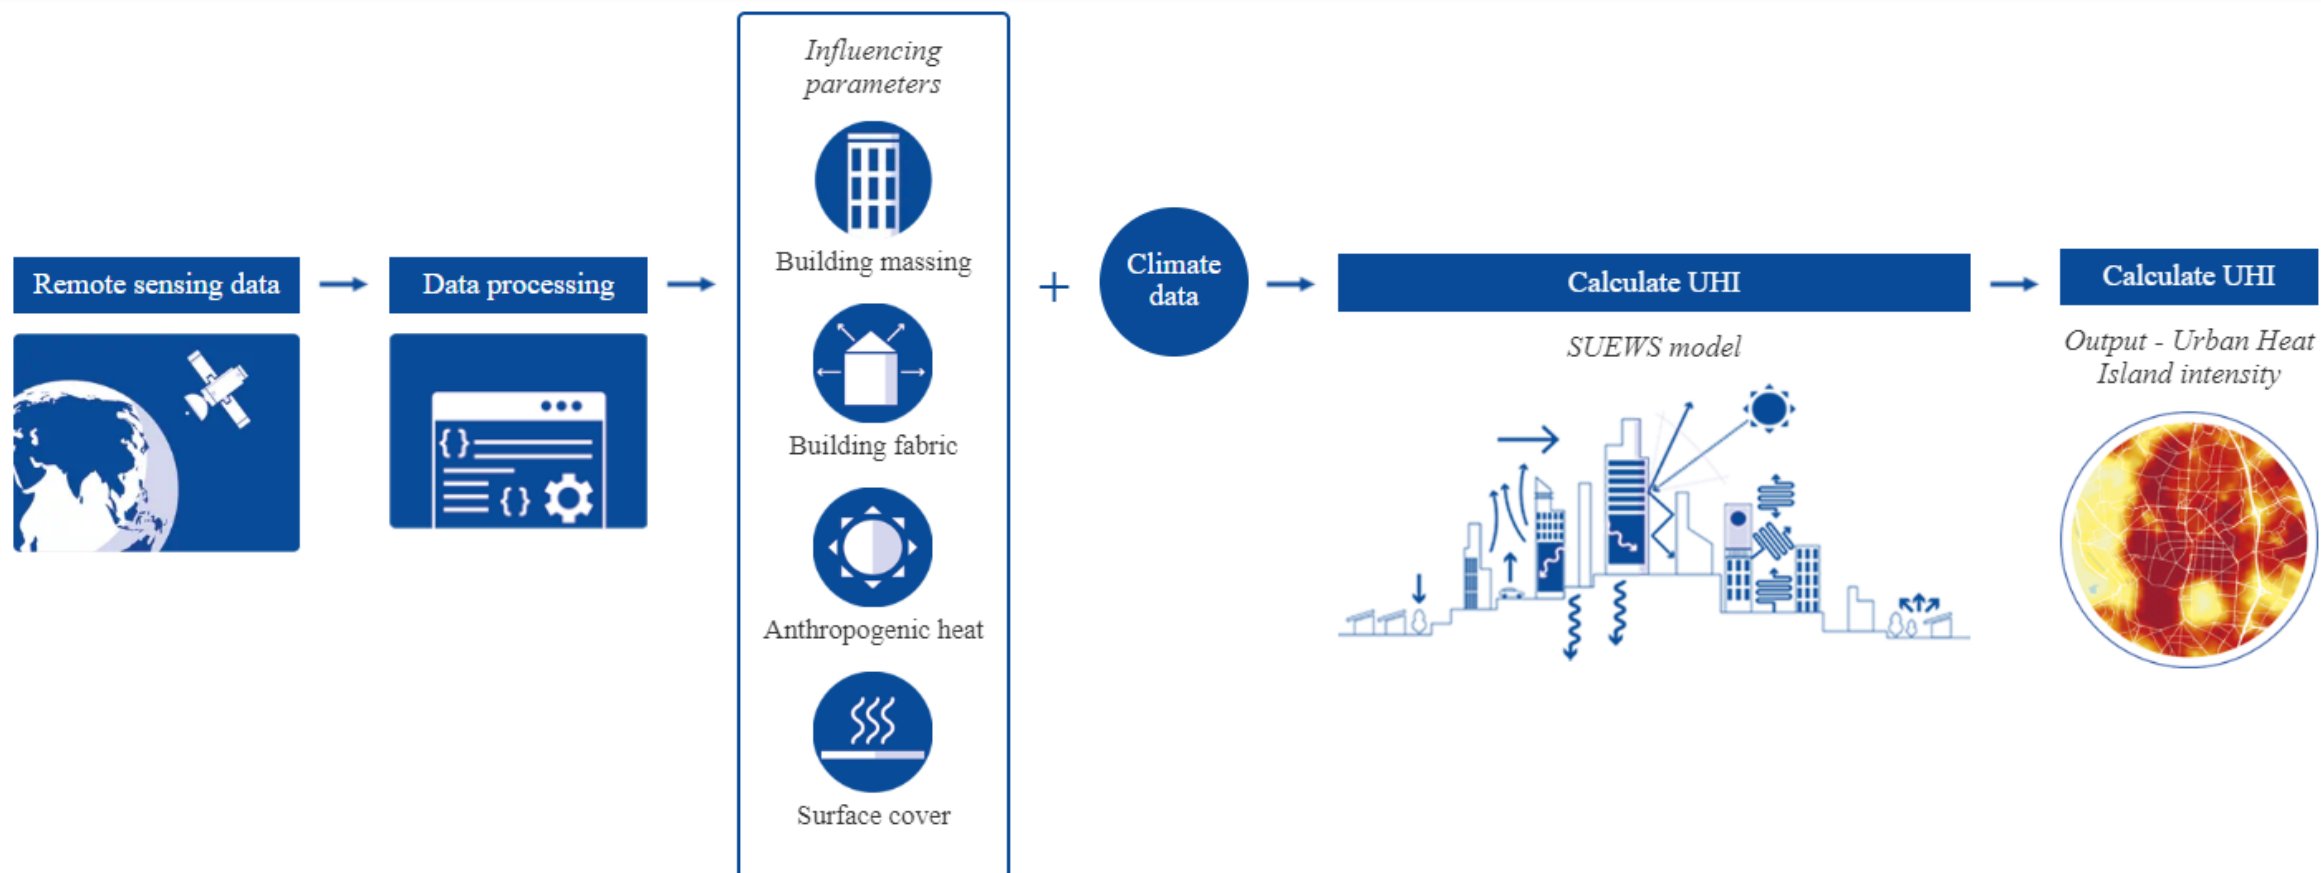 Remote sensing data
Data processing
Influencing
parameters
Building massing
Building fabric
Anthropogenic heat
Surface cover
+
Climate
data
Calculate UHI
SUEWS model
Calculate UHI
Output - Urban Heat
Island intensity